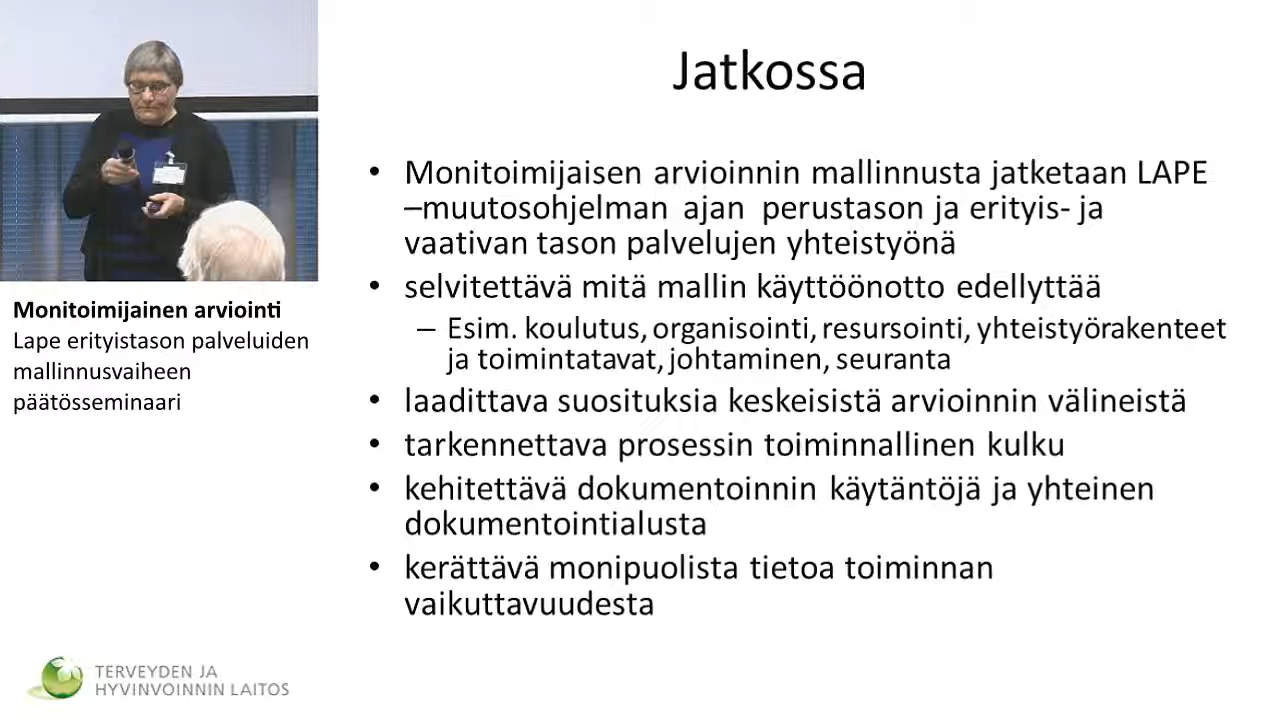 Jatkossa
• Monitoimijaisen arvioinnin mallinnusta jatketaan LAPE
–muutosohjelman ajan perustason ja erityis- ja
vaativan tason palvelujen yhteistyönä
• selvitettävä mitä mallin käyttöönotto edellyttää
– Esim. koulutus, organisointi, resursointi, yhteistyörakenteet
ja toimintatavat, johtaminen, seuranta
• laadittava suosituksia keskeisistä arvioinnin välineistä
• tarkennettava prosessin toiminnallinen kulku
• kehitettävä dokumentoinnin käytäntöjä ja yhteinen
dokumentointialusta
• kerättävä monipuolista tietoa toiminnan
vaikuttavuudesta
Monitoimijainen arviointi
Lape erityistason palveluiden
mallinnusvaiheen
päätösseminaari
TERVEYDEN JA
HYVINVOINNIN LAITOS